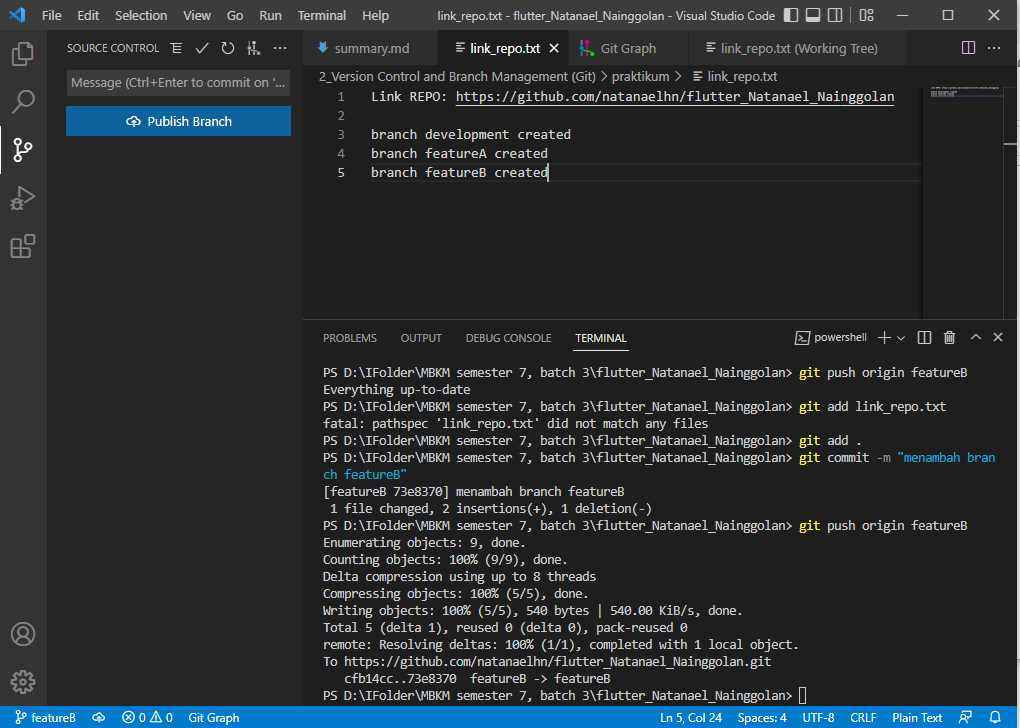 File Edit Selection View Go Run Terminal Help link_repo.txt - flutter_Natanael_Nainggolan - Visual Studio Code
SOURCE CONTROL
Message (Ctrl+Enter to commit on '...
Publish Branch
summary.md link_repo.txt Git Graph link_repo.txt (Working Tree)
2_Version Control and Branch Management (Git) > praktikum > link_repo.txt
1 Link REPO: https://github.com/natanaelhn/flutter_Natanael_Nainggolan
2
3 branch development created
4 branch featureA created
5 branch featureB created
PROBLEMS OUTPUT DEBUG CONSOLE TERMINAL powershell
PS D:\IFolder\MBKM semester 7, batch 3\flutter_Natanael_Nainggolan> git push origin featureB
Everything up-to-date
PS D:\IFolder\MBKM semester 7, batch 3\flutter_Natanael_Nainggolan> git add link_repo.txt
fatal: pathspec 'link_repo.txt' did not match any files
PS D:\IFolder\MBKM semester 7, batch 3\flutter_Natanael_Nainggolan> git add .
PS D:\IFolder\MBKM semester 7, batch 3\flutter_Natanael_Nainggolan> git commit -m "menambah bran
ch featureB"
[featureB 73e8370] menambah branch featureB
1 file changed, 2 insertions(+), 1 deletion(-)
PS D:\IFolder\MBKM semester 7, batch 3\flutter_Natanael_Nainggolan> git push origin featureB
Enumerating objects: 9, done.
Counting objects: 100% (9/9), done.
Delta compression using up to 8 threads
Compressing objects: 100% (5/5), done.
Writing objects: 100% (5/5), 540 bytes | 540.00 KiB/s, done.
Total 5 (delta 1), reused 0 (delta 0), pack-reused 0
remote: Resolving deltas: 100% (1/1), completed with 1 local object.
To https://github.com/natanaelhn/flutter_Natanael_Nainggolan.git
cfb14cc..73e8370 featureB -> featureB
PS D:\IFolder\MBKM semester 7, batch 3\flutter_Natanael_Nainggolan>
featureB 0 0 Git Graph Ln 5, Col 24 Spaces: 4 UTF-8 CRLF Plain Text